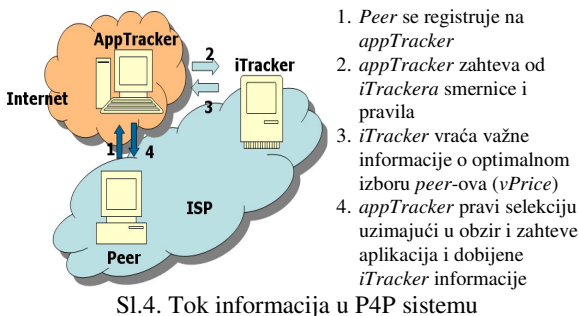 AppTracker
2
iTracker
Internet
3
1
4
ISP
Peer
1. Peer se registruje na
appTracker
2. appTracker zahteva od
iTrackera smernice i
pravila
3. iTracker vraća važne
informacije o optimalnom
izboru peer-ova (vPrice)
4. appTracker pravi selekciju
uzimajući u obzir i zahteve
aplikacija i dobijene
iTracker informacije
Sl.4. Tok informacija u P4P sistemu